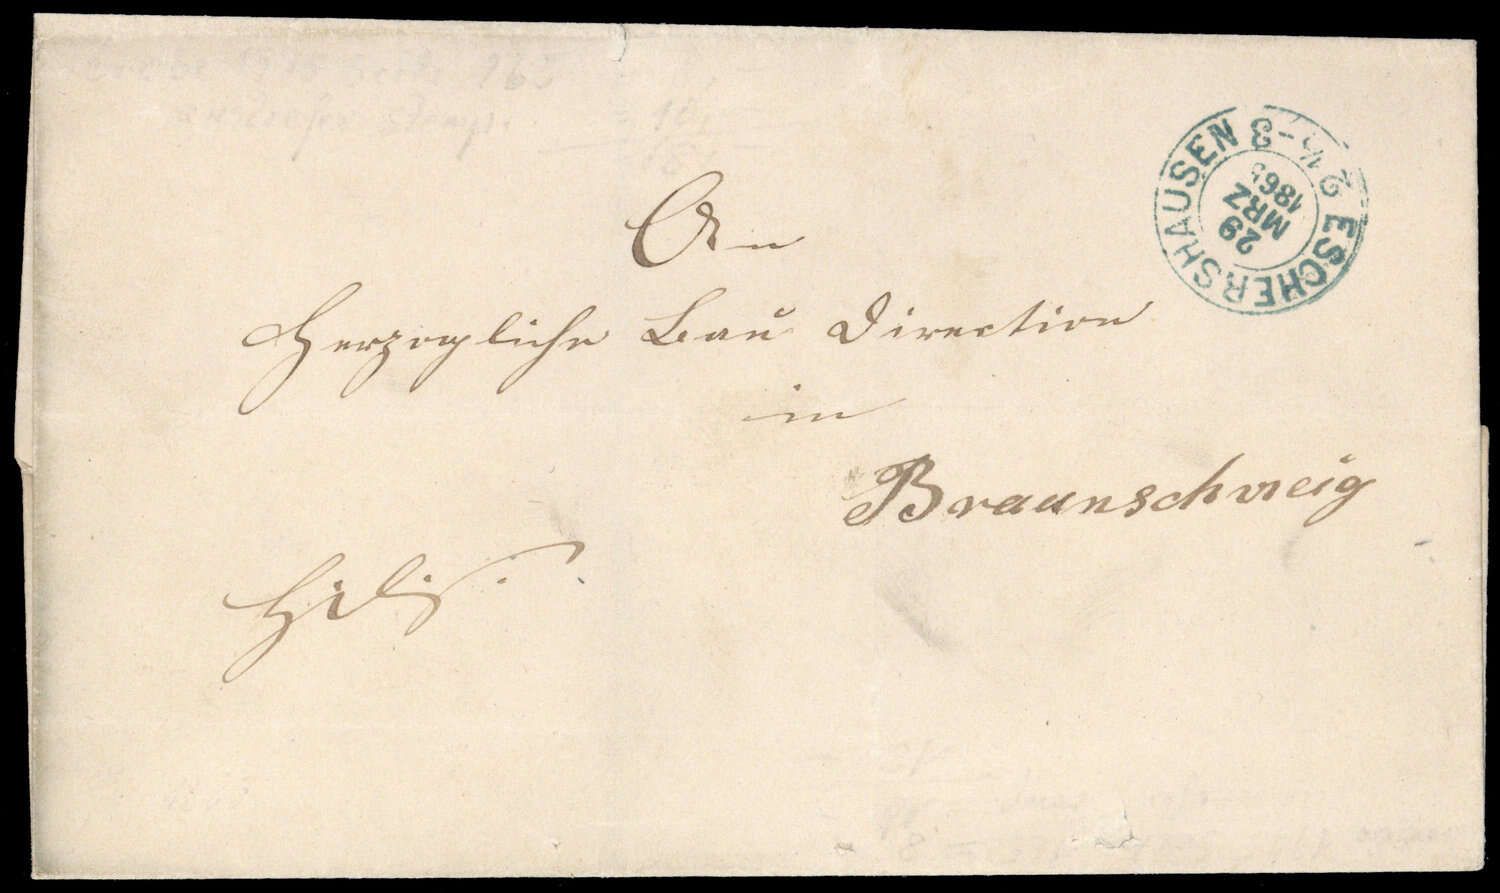 ESCHERSHAUSEN 2½-3
29
MRZ
1865
An
Herzogliche Bau Direction
in
Braunschweig